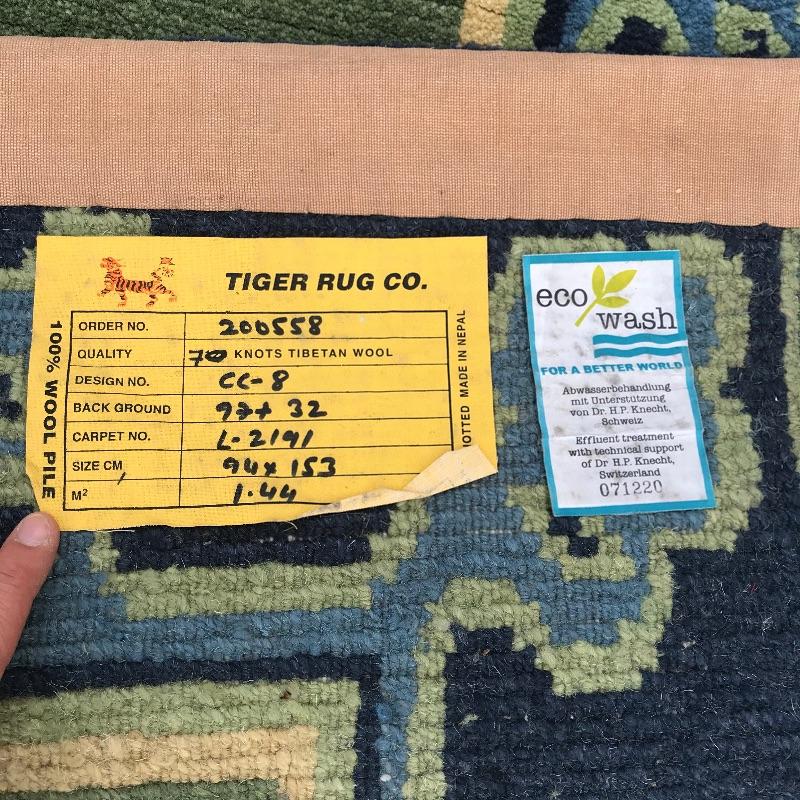 TIGER RUG CO.
ORDER NO. 200558
QUALITY 70 KNOTS TIBETAN WOOL
DESIGN NO. CC-8
BACK GROUND 97+ 32
CARPET NO. L-2191
SIZE CM 94x153
M² 1.44
100% WOOL PILE
MADE IN NEPAL
eco
wash
FOR A BETTER WORLD
Abwasserbehandlung
mit Unterstützung
von Dr. H.P. Knecht,
Schweiz
Effluent treatment
with technical support
of Dr H.P. Knecht,
Switzerland
071220